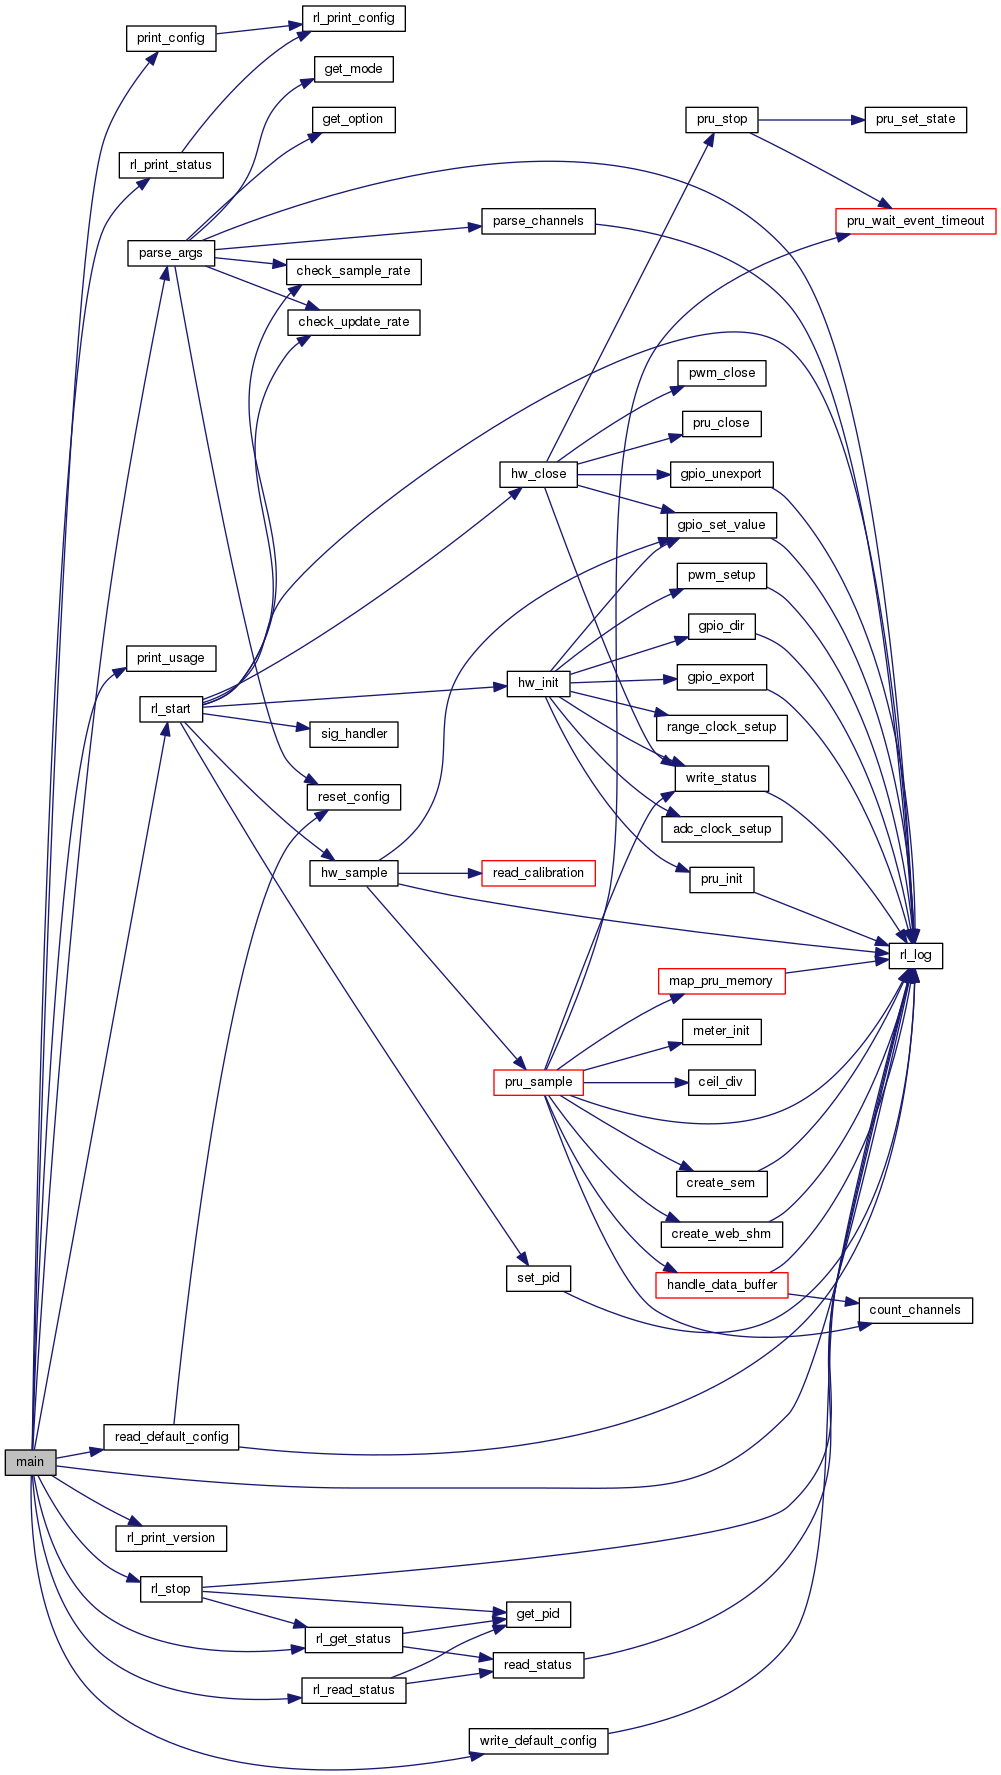 rl_print_config
print_config
get_mode
get_option
pru_stop
pru_set_state
rl_print_status
parse_channels
pru_wait_event_timeout
parse_args
check_sample_rate
check_update_rate
pwm_close
pru_close
hw_close
gpio_unexport
gpio_set_value
pwm_setup
gpio_dir
print_usage
gpio_export
hw_init
rl_start
range_clock_setup
sig_handler
write_status
reset_config
adc_clock_setup
hw_sample
read_calibration
pru_init
rl_log
map_pru_memory
meter_init
pru_sample
ceil_div
create_sem
create_web_shm
set_pid
handle_data_buffer
count_channels
read_default_config
main
rl_print_version
rl_stop
get_pid
rl_get_status
read_status
rl_read_status
write_default_config